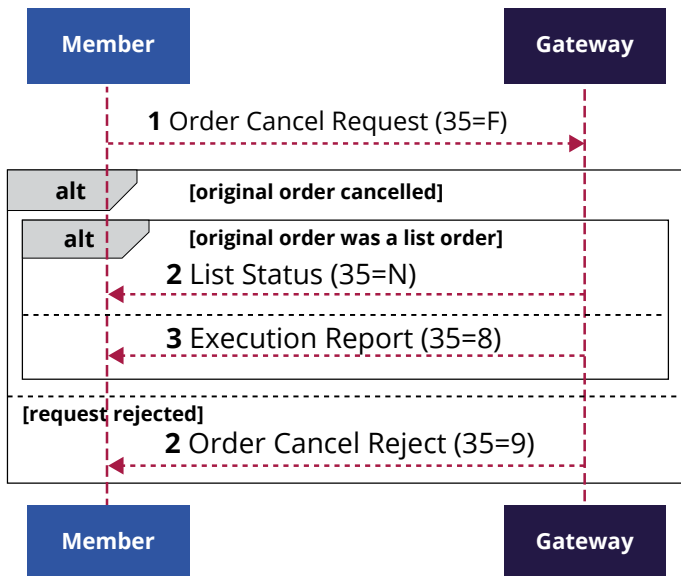 Member
Gateway
1 Order Cancel Request (35=F)
alt
[original order cancelled]
alt
[original order was a list order]
2 List Status (35=N)
3 Execution Report (35=8)
[request rejected]
2 Order Cancel Reject (35=9)
Member
Gateway